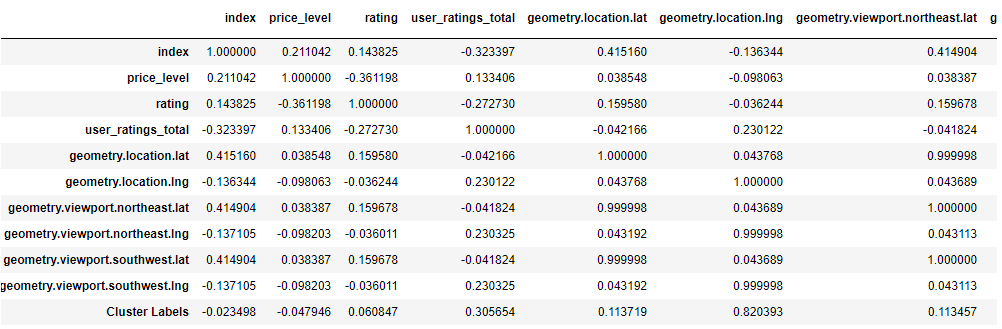 index price_level rating user_ratings_total geometry.location.lat geometry.location.lng geometry.viewport.northeast.lat
index 1.000000 0.211042 0.143825 -0.323397 0.415160 -0.136344 0.414904
price_level 0.211042 1.000000 -0.361198 0.133406 0.038548 -0.098063 0.038387
rating 0.143825 -0.361198 1.000000 -0.272730 0.159580 -0.036244 0.159678
user_ratings_total -0.323397 0.133406 -0.272730 1.000000 -0.042166 0.230122 -0.041824
geometry.location.lat 0.415160 0.038548 0.159580 -0.042166 1.000000 0.043768 0.999998
geometry.location.lng -0.136344 -0.098063 -0.036244 0.230122 0.043768 1.000000 0.043689
geometry.viewport.northeast.lat 0.414904 0.038387 0.159678 -0.041824 0.999998 0.043689 1.000000
geometry.viewport.northeast.lng -0.137105 -0.098203 -0.036011 0.230325 0.043192 0.999998 0.043113
geometry.viewport.southwest.lat 0.414904 0.038387 0.159678 -0.041824 0.999998 0.043689 1.000000
geometry.viewport.southwest.lng -0.137105 -0.098203 -0.036011 0.230325 0.043192 0.999998 0.043113
Cluster Labels -0.023498 -0.047946 0.060847 0.305654 0.113719 0.820393 0.113457